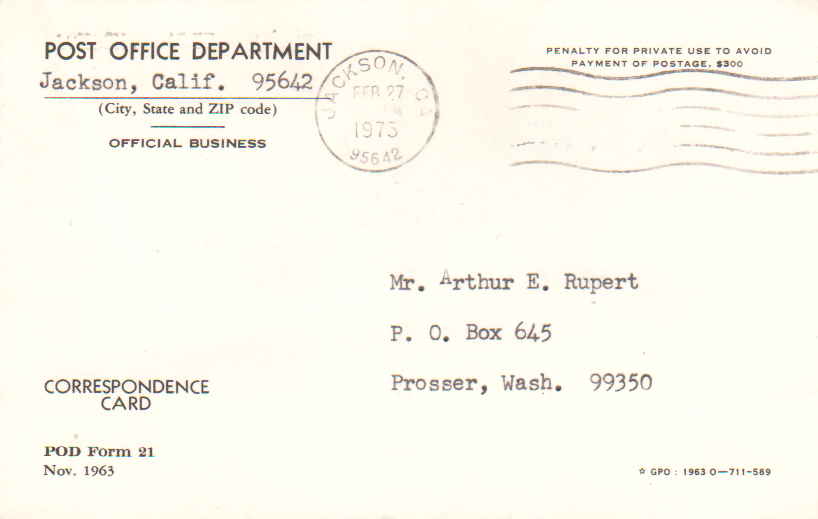 POST OFFICE DEPARTMENT
Jackson, Calif. 95642
(City, State and ZIP code)
OFFICIAL BUSINESS
JACKSON, CA
FEB 27
1973
95642
PENALTY FOR PRIVATE USE TO AVOID
PAYMENT OF POSTAGE, $300
Mr. Arthur E. Rupert
P. O. Box 645
Prosser, Wash. 99350
CORRESPONDENCE
CARD
POD Form 21
Nov. 1963
☆ GPO : 1963 O—711-569